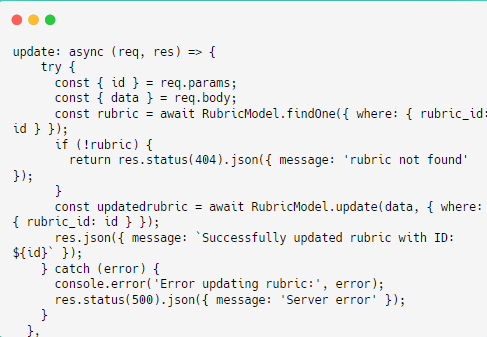 update: async (req, res) => {
    try {
      const { id } = req.params;
      const { data } = req.body;
      const rubric = await RubricModel.findOne({ where: { rubric_id:
id } });
      if (!rubric) {
        return res.status(404).json({ message: 'rubric not found'
});
      }
      const updatedrubric = await RubricModel.update(data, { where:
{ rubric_id: id } });
      res.json({ message: `Successfully updated rubric with ID:
${id}` });
    } catch (error) {
      console.error('Error updating rubric:', error);
      res.status(500).json({ message: 'Server error' });
    }
  },